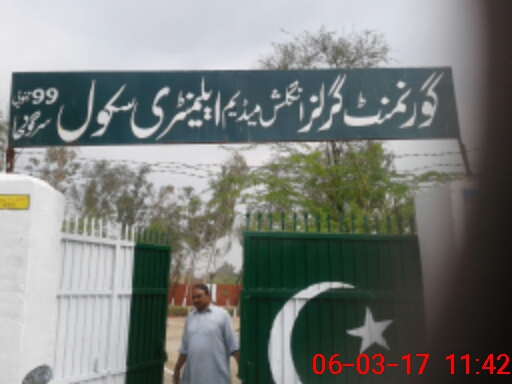 گورنمنٹ گرلز انگلش میڈیم ایلیمنٹری سکول 99 جنوبی سرگودھا
06-03-17 11:42